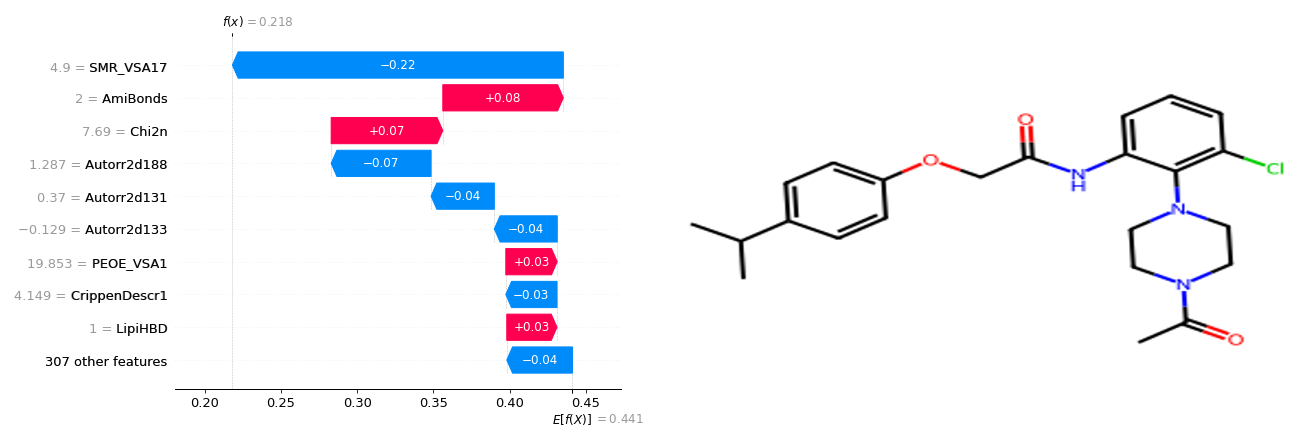 f(x) = 0.218
4.9 = SMR_VSA17
−0.22
2 = AmiBonds
+0.08
7.69 = Chi2n
+0.07
1.287 = Autorr2d188
−0.07
0.37 = Autorr2d131
−0.04
−0.129 = Autorr2d133
−0.04
19.853 = PEOE_VSA1
+0.03
4.149 = CrippenDescr1
−0.03
1 = LipiHBD
+0.03
307 other features
−0.04
0.20 0.25 0.30 0.35 0.40 0.45
E[f(X)] = 0.441
O
O
N
H
Cl
N
N
O